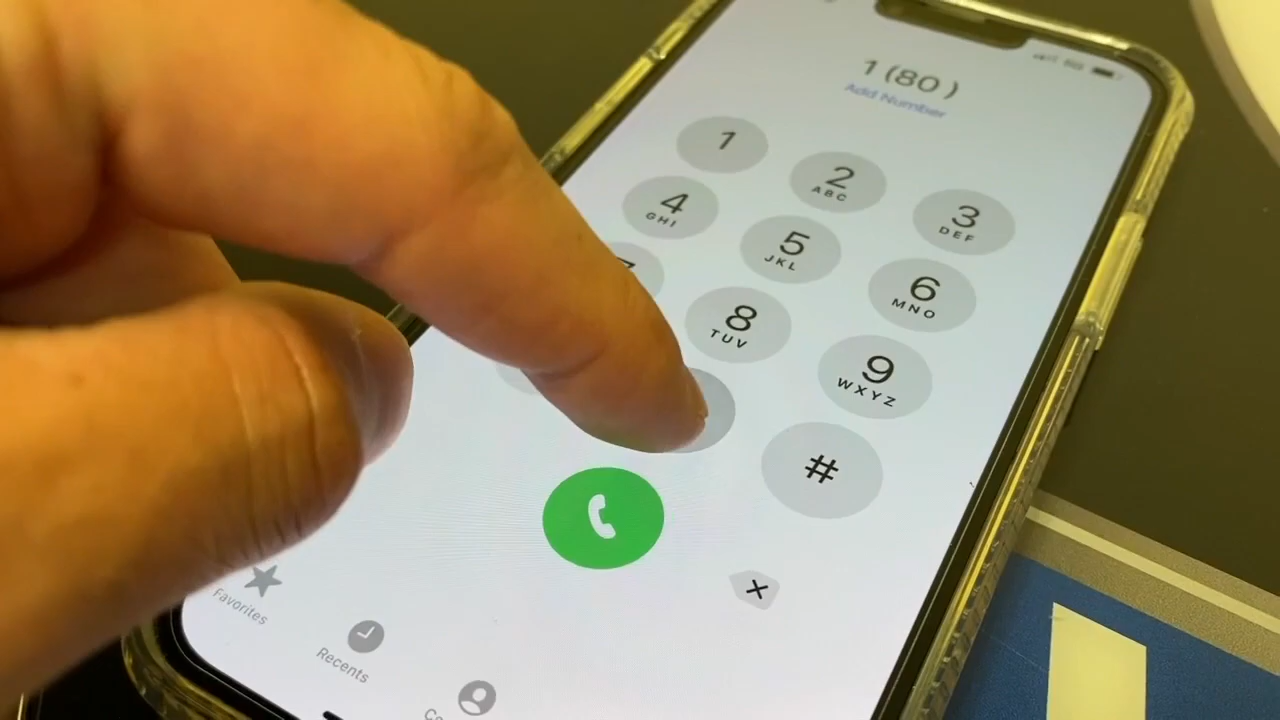 1 (80 )
Add Number
1
2
ABC
3
DEF
4
GHI
5
JKL
6
MNO
8
TUV
9
WXYZ
#
Favorites
Recents